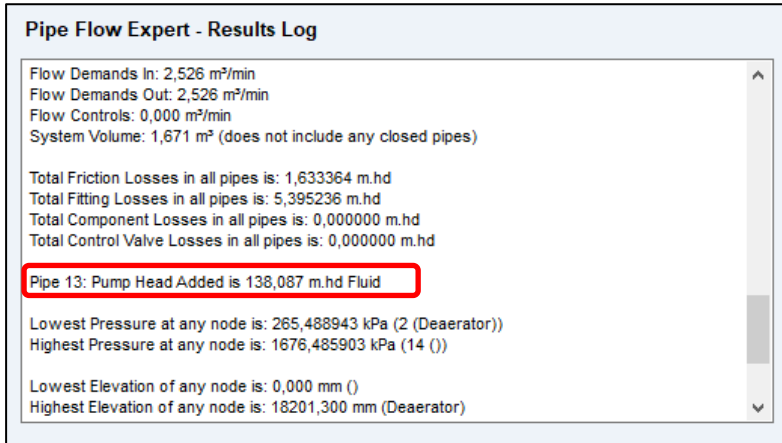 Pipe Flow Expert - Results Log
Flow Demands In: 2,526 m³/min
Flow Demands Out: 2,526 m³/min
Flow Controls: 0,000 m³/min
System Volume: 1,671 m³ (does not include any closed pipes)
Total Friction Losses in all pipes is: 1,633364 m.hd
Total Fitting Losses in all pipes is: 5,395236 m.hd
Total Component Losses in all pipes is: 0,000000 m.hd
Total Control Valve Losses in all pipes is: 0,000000 m.hd
Pipe 13: Pump Head Added is 138,087 m.hd Fluid
Lowest Pressure at any node is: 265,488943 kPa (2 (Deaerator))
Highest Pressure at any node is: 1676,485903 kPa (14 ())
Lowest Elevation of any node is: 0,000 mm ()
Highest Elevation of any node is: 18201,300 mm (Deaerator)